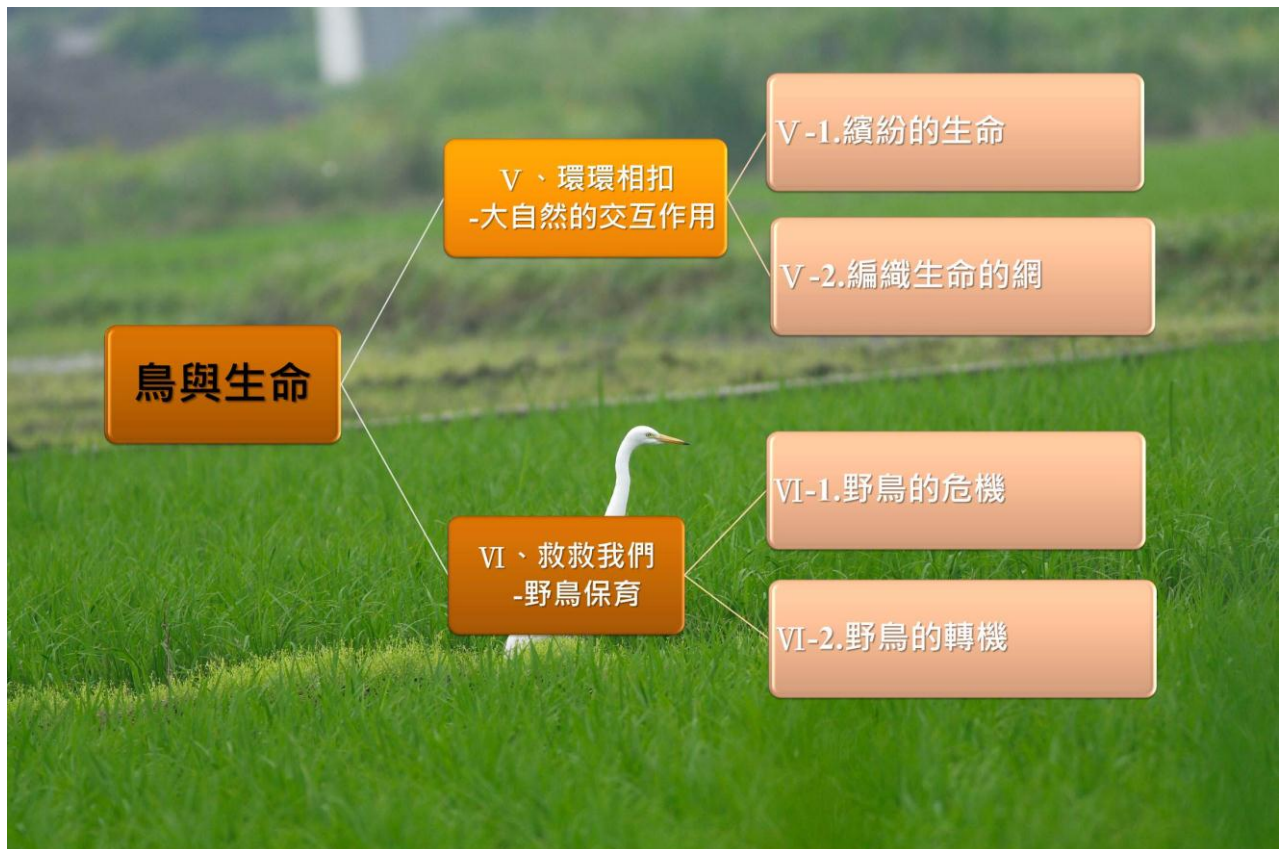 鳥與生命
Ⅴ、環環相扣
-大自然的交互作用
Ⅴ-1.繽紛的生命
Ⅴ-2.編織生命的網
Ⅵ、救救我們
-野鳥保育
Ⅵ-1.野鳥的危機
Ⅵ-2.野鳥的轉機